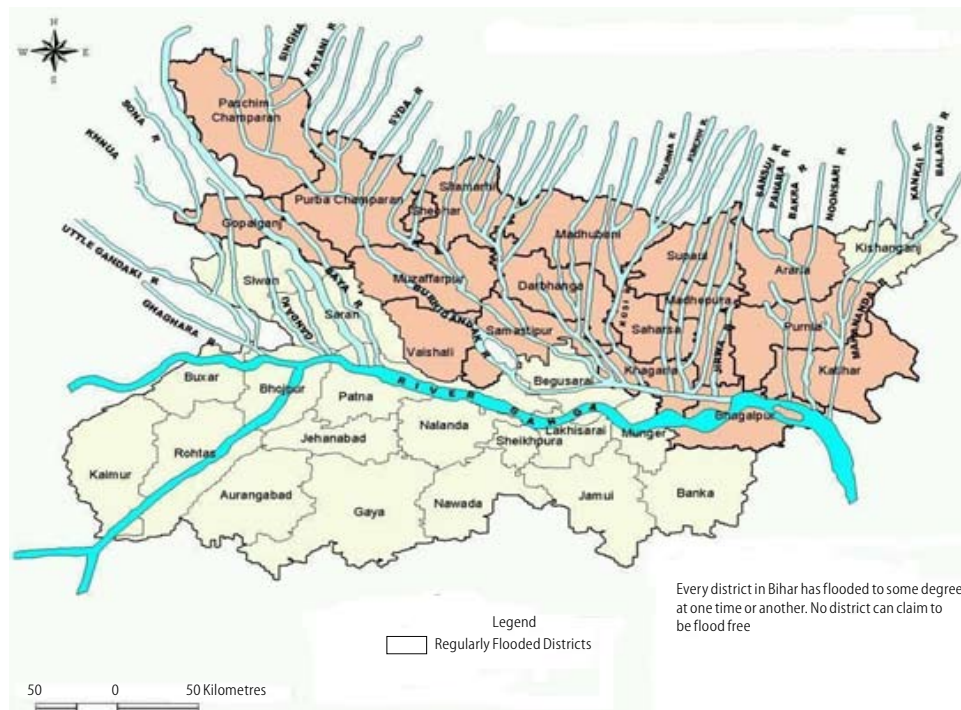 N
W
E
S
SINGHA
KATANI R
SONA R
KHNUA
SVDA R
SUGARWA R
BANSUJ R
PAHARA R
BAKRA R
NOONSARI R
KANKAI R
BALASON R
Paschim
Champaran
Purba Champaran
Sheohar
Sitamarhi
Gopalganj
Madhubani
Supaul
Araria
Kishanganj
UTTLE GANDAKI R
GHAGHARA R
Siwan
GANDAKI
BAYA R
Saran
Muzaffarpur
BURHIGANDAK R
Darbhanga
KOSI R
Madhepura
Saharsa
Purnia
MAHANANDA R
Samastipur
Vaishali
Khagaria
Katihar
Begusarai
Buxar
Bhojpur
Patna
RIVER GANGA
Bhagalpur
Kaimur
Rohtas
Jehanabad
Nalanda
Sheikhpura
Lakhisarai
Munger
Aurangabad
Gaya
Nawada
Jamui
Banka
Every district in Bihar has flooded to some degree
at one time or another. No district can claim to
be flood free
Legend
Regularly Flooded Districts
50 0 50 Kilometres